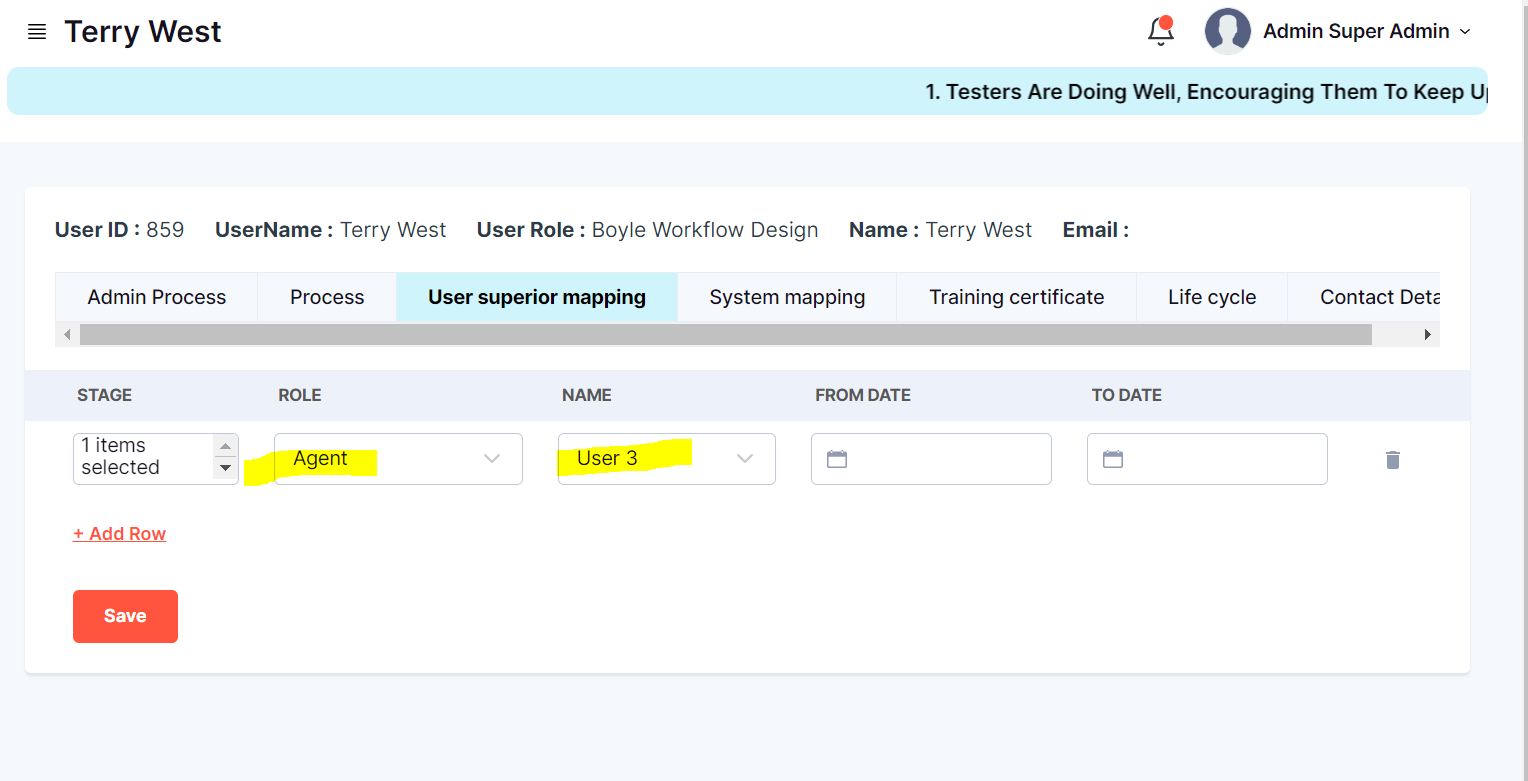 Terry West
Admin Super Admin
1. Testers Are Doing Well, Encouraging Them To Keep Up
User ID : 859 UserName : Terry West User Role : Boyle Workflow Design Name : Terry West Email :
Admin Process Process User superior mapping System mapping Training certificate Life cycle Contact Deta
STAGE ROLE NAME FROM DATE TO DATE
1 items
selected
Agent User 3
+ Add Row
Save